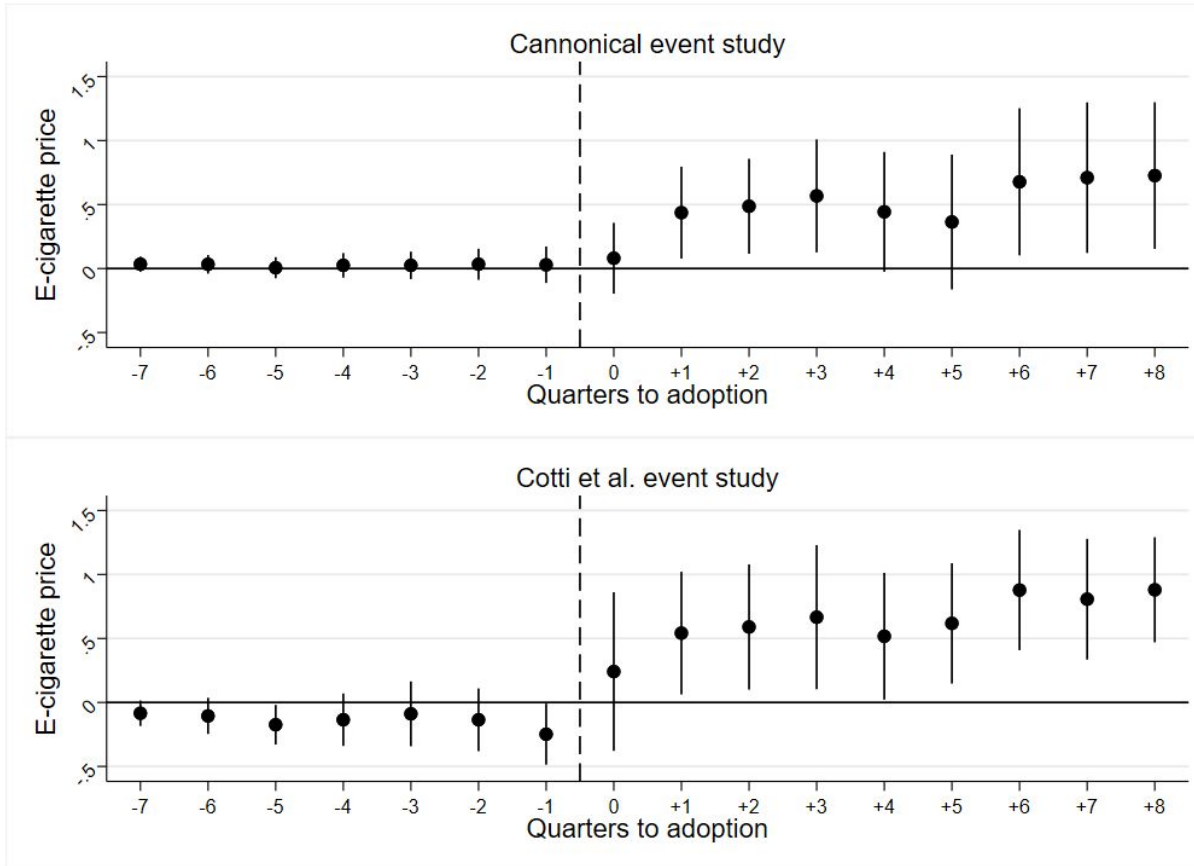 Cannonical event study
E-cigarette price
1.5
1
.5
0
-.5
-7 -6 -5 -4 -3 -2 -1 0 +1 +2 +3 +4 +5 +6 +7 +8
Quarters to adoption
Cotti et al. event study
E-cigarette price
1.5
1
.5
0
-.5
-7 -6 -5 -4 -3 -2 -1 0 +1 +2 +3 +4 +5 +6 +7 +8
Quarters to adoption